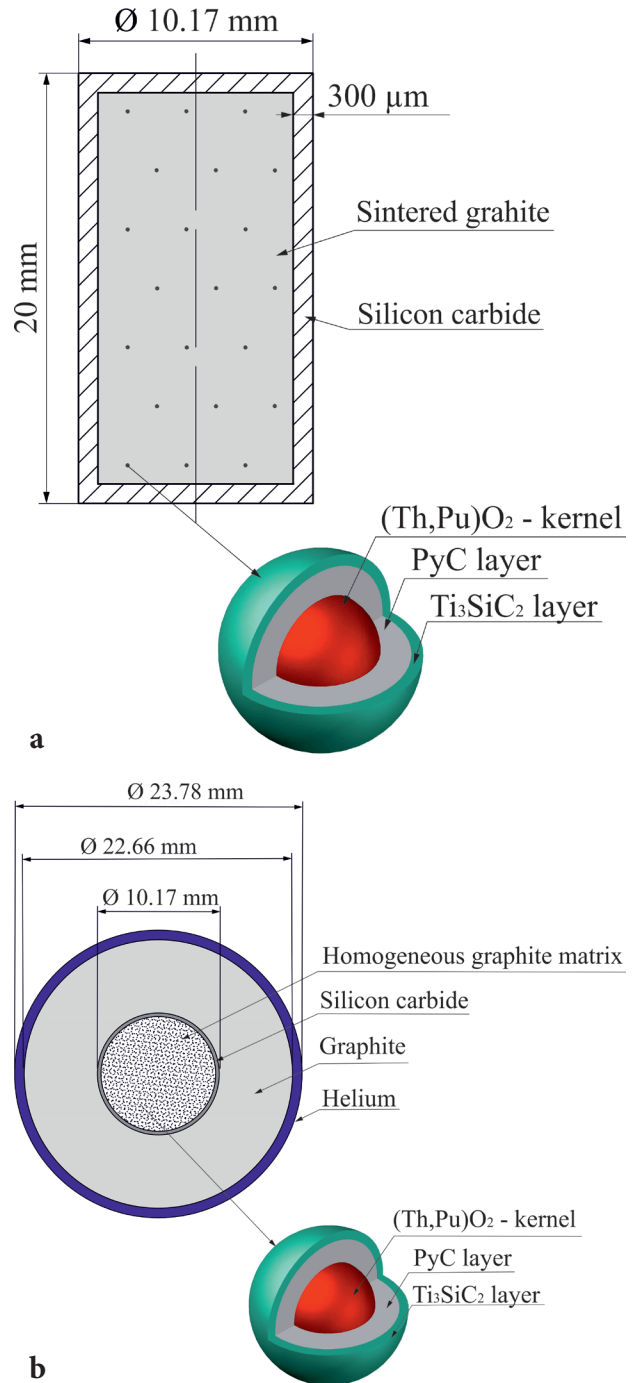 Ø 10.17 mm
300 µm
20 mm
Sintered grahite
Silicon carbide
(Th,Pu)O₂ - kernel
PyC layer
Ti₃SiC₂ layer
a
Ø 23.78 mm
Ø 22.66 mm
Ø 10.17 mm
Homogeneous graphite matrix
Silicon carbide
Graphite
Helium
(Th,Pu)O₂ - kernel
PyC layer
Ti₃SiC₂ layer
b